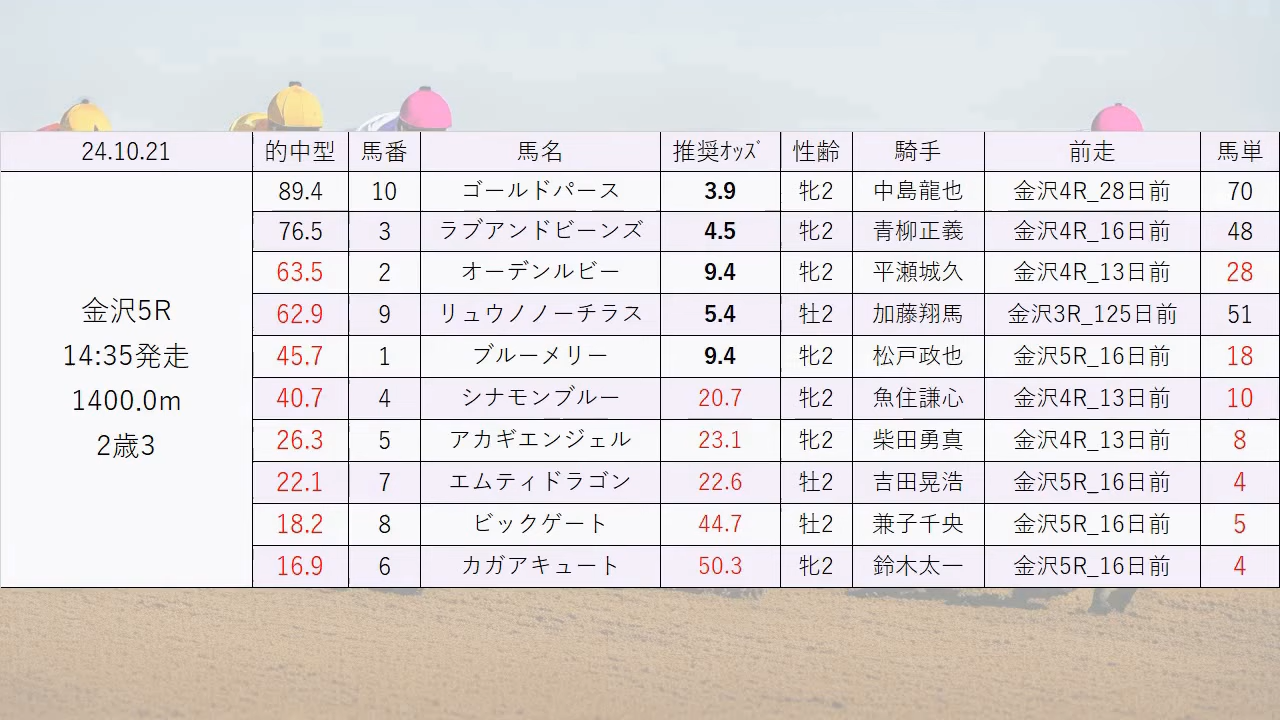 24.10.21 的中型 馬番 馬名 推奨ｵｯｽﾞ 性齢 騎手 前走 馬単
金沢5R
14:35発走
1400.0m
2歳3
89.4 10 ゴールドパース 3.9 牝2 中島龍也 金沢4R_28日前 70
76.5 3 ラブアンドビーンズ 4.5 牝2 青柳正義 金沢4R_16日前 48
63.5 2 オーデンルビー 9.4 牝2 平瀬城久 金沢4R_13日前 28
62.9 9 リュウノノーチラス 5.4 牡2 加藤翔馬 金沢3R_125日前 51
45.7 1 ブルーメリー 9.4 牝2 松戸政也 金沢5R_16日前 18
40.7 4 シナモンブルー 20.7 牝2 魚住謙心 金沢4R_13日前 10
26.3 5 アカギエンジェル 23.1 牝2 柴田勇真 金沢4R_13日前 8
22.1 7 エムティドラゴン 22.6 牡2 吉田晃浩 金沢5R_16日前 4
18.2 8 ビックゲート 44.7 牡2 兼子千央 金沢5R_16日前 5
16.9 6 カガアキュート 50.3 牝2 鈴木太一 金沢5R_16日前 4